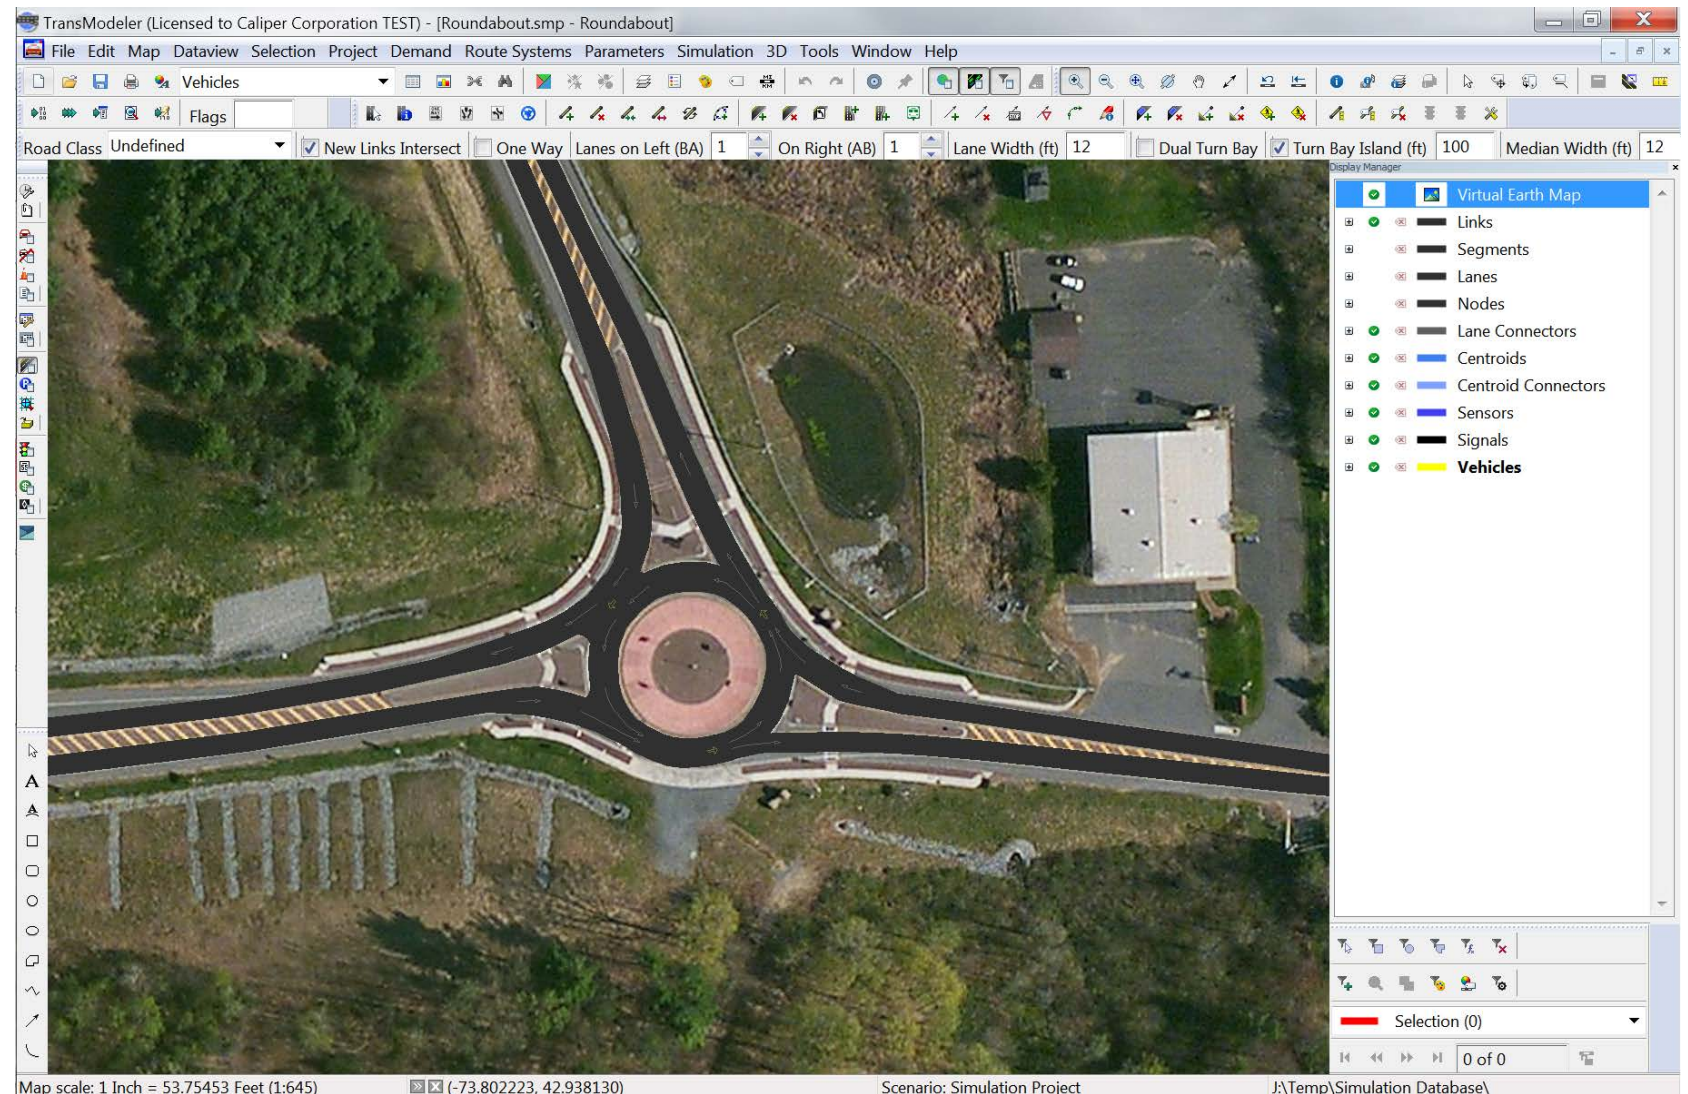 TransModeler (Licensed to Caliper Corporation TEST) - [Roundabout.smp - Roundabout]
File Edit Map Dataview Selection Project Demand Route Systems Parameters Simulation 3D Tools Window Help
Vehicles
Flags
Road Class Undefined New Links Intersect One Way Lanes on Left (BA) 1 On Right (AB) 1 Lane Width (ft) 12 Dual Turn Bay Turn Bay Island (ft) 100 Median Width (ft) 12
Display Manager
Virtual Earth Map
Links
Segments
Lanes
Nodes
Lane Connectors
Centroids
Centroid Connectors
Sensors
Signals
Vehicles
Selection (0)
0 of 0
Map scale: 1 Inch = 53.75453 Feet (1:645) (-73.802223, 42.938130) Scenario: Simulation Project J:\Temp\Simulation Database\